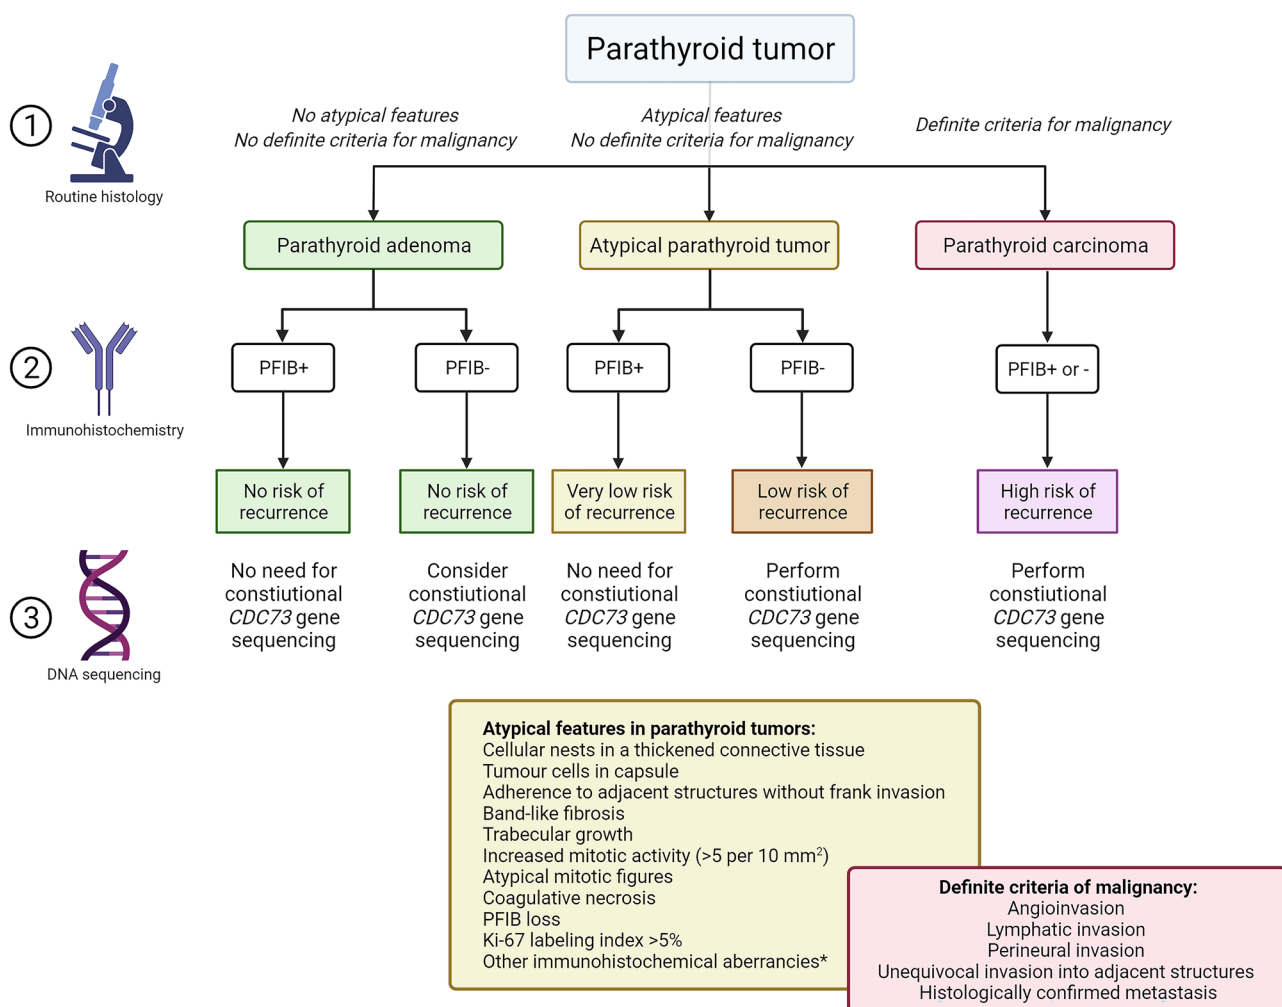 Parathyroid tumor
1
Routine histology
No atypical features
No definite criteria for malignancy
Atypical features
No definite criteria for malignancy
Definite criteria for malignancy
Parathyroid adenoma
Atypical parathyroid tumor
Parathyroid carcinoma
2
Immunohistochemistry
PFIB+
PFIB-
PFIB+
PFIB-
PFIB+ or -
No risk of
recurrence
No risk of
recurrence
Very low risk
of recurrence
Low risk of
recurrence
High risk of
recurrence
3
DNA sequencing
No need for
constiutional
CDC73 gene
sequencing
Consider
constiutional
CDC73 gene
sequencing
No need for
constiutional
CDC73 gene
sequencing
Perform
constiutional
CDC73 gene
sequencing
Perform
constiutional
CDC73 gene
sequencing
Atypical features in parathyroid tumors:
Cellular nests in a thickened connective tissue
Tumour cells in capsule
Adherence to adjacent structures without frank invasion
Band-like fibrosis
Trabecular growth
Increased mitotic activity (>5 per 10 mm²)
Atypical mitotic figures
Coagulative necrosis
PFIB loss
Ki-67 labeling index >5%
Other immunohistochemical aberrancies*
Definite criteria of malignancy:
Angioinvasion
Lymphatic invasion
Perineural invasion
Unequivocal invasion into adjacent structures
Histologically confirmed metastasis